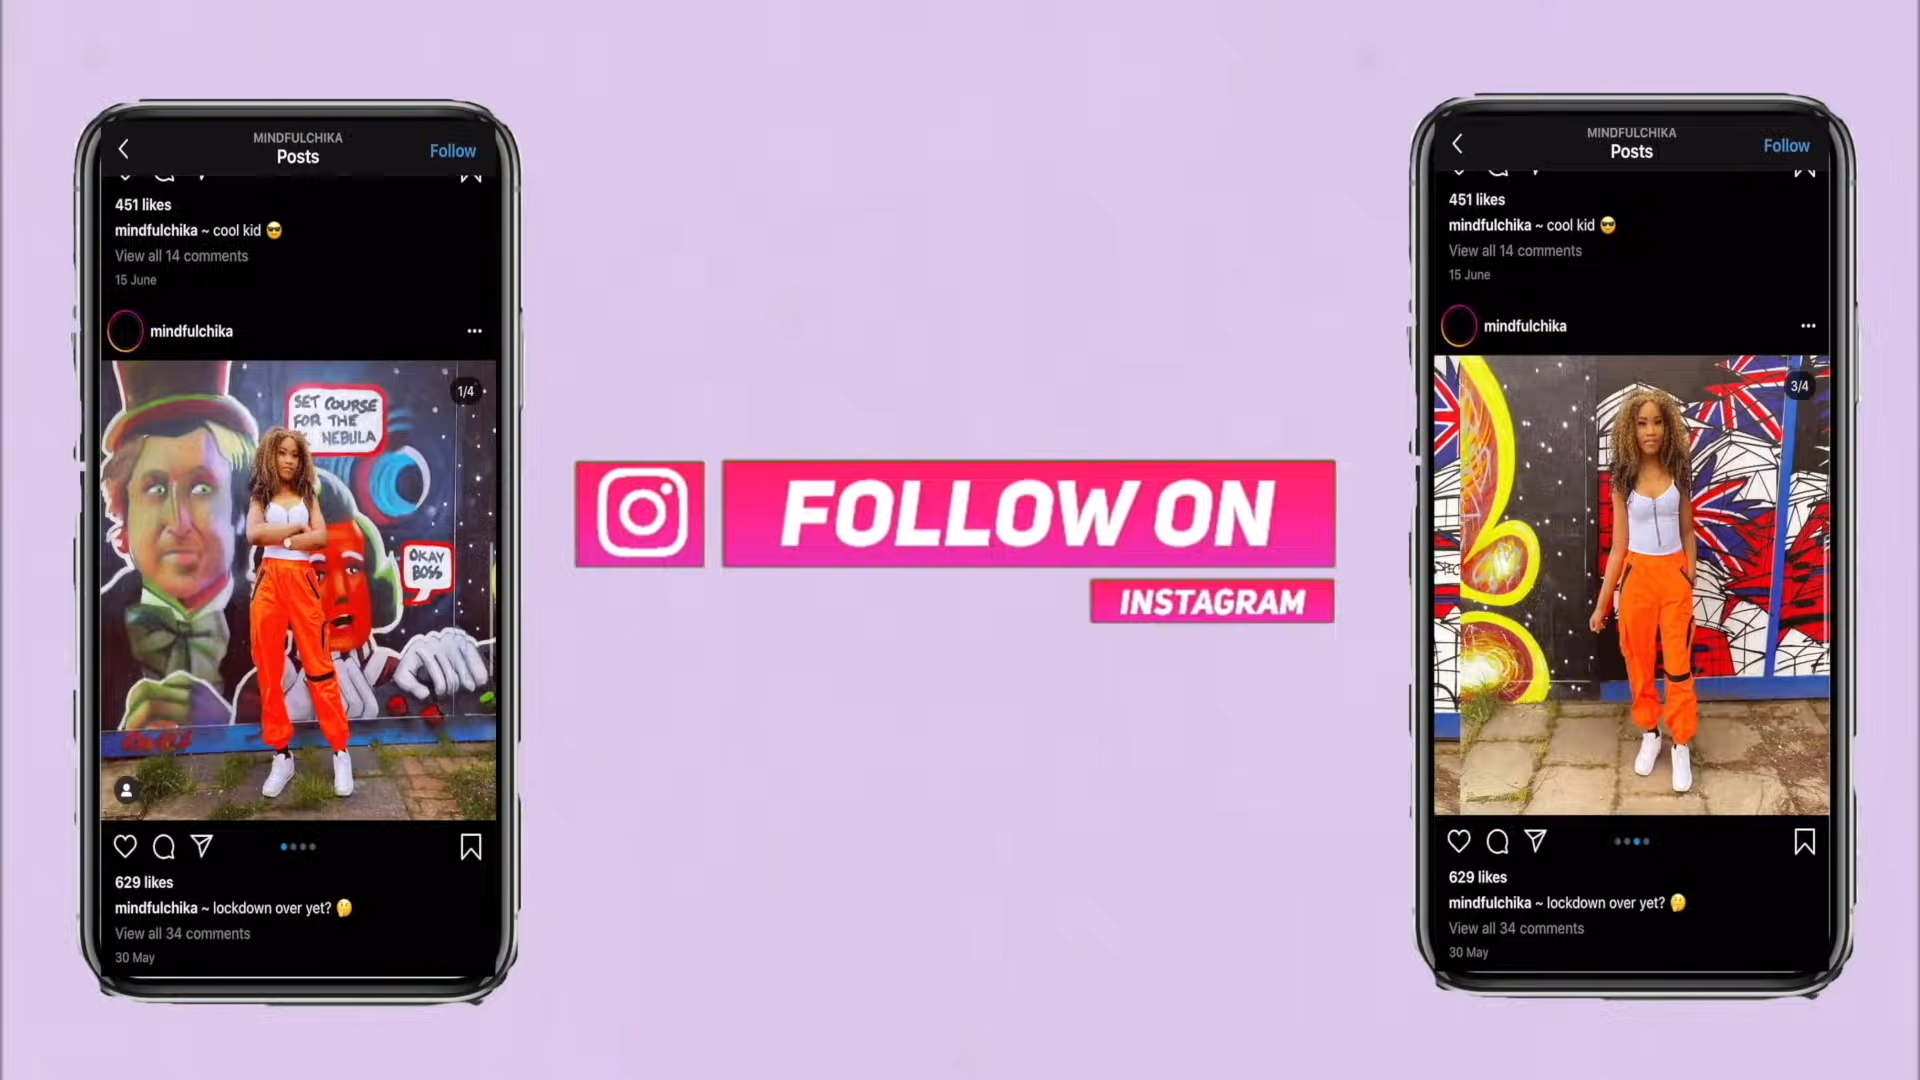 MINDFULCHIKA
Posts
Follow
451 likes
mindfulchika ~ cool kid 😎
View all 14 comments
15 June
mindfulchika
1/4
SET COURSE
FOR THE
NEBULA
OKAY
BOSS
629 likes
mindfulchika ~ lockdown over yet? 🤔
View all 34 comments
30 May
FOLLOW ON
INSTAGRAM
MINDFULCHIKA
Posts
Follow
451 likes
mindfulchika ~ cool kid 😎
View all 14 comments
15 June
mindfulchika
3/4
629 likes
mindfulchika ~ lockdown over yet? 🤔
View all 34 comments
30 May